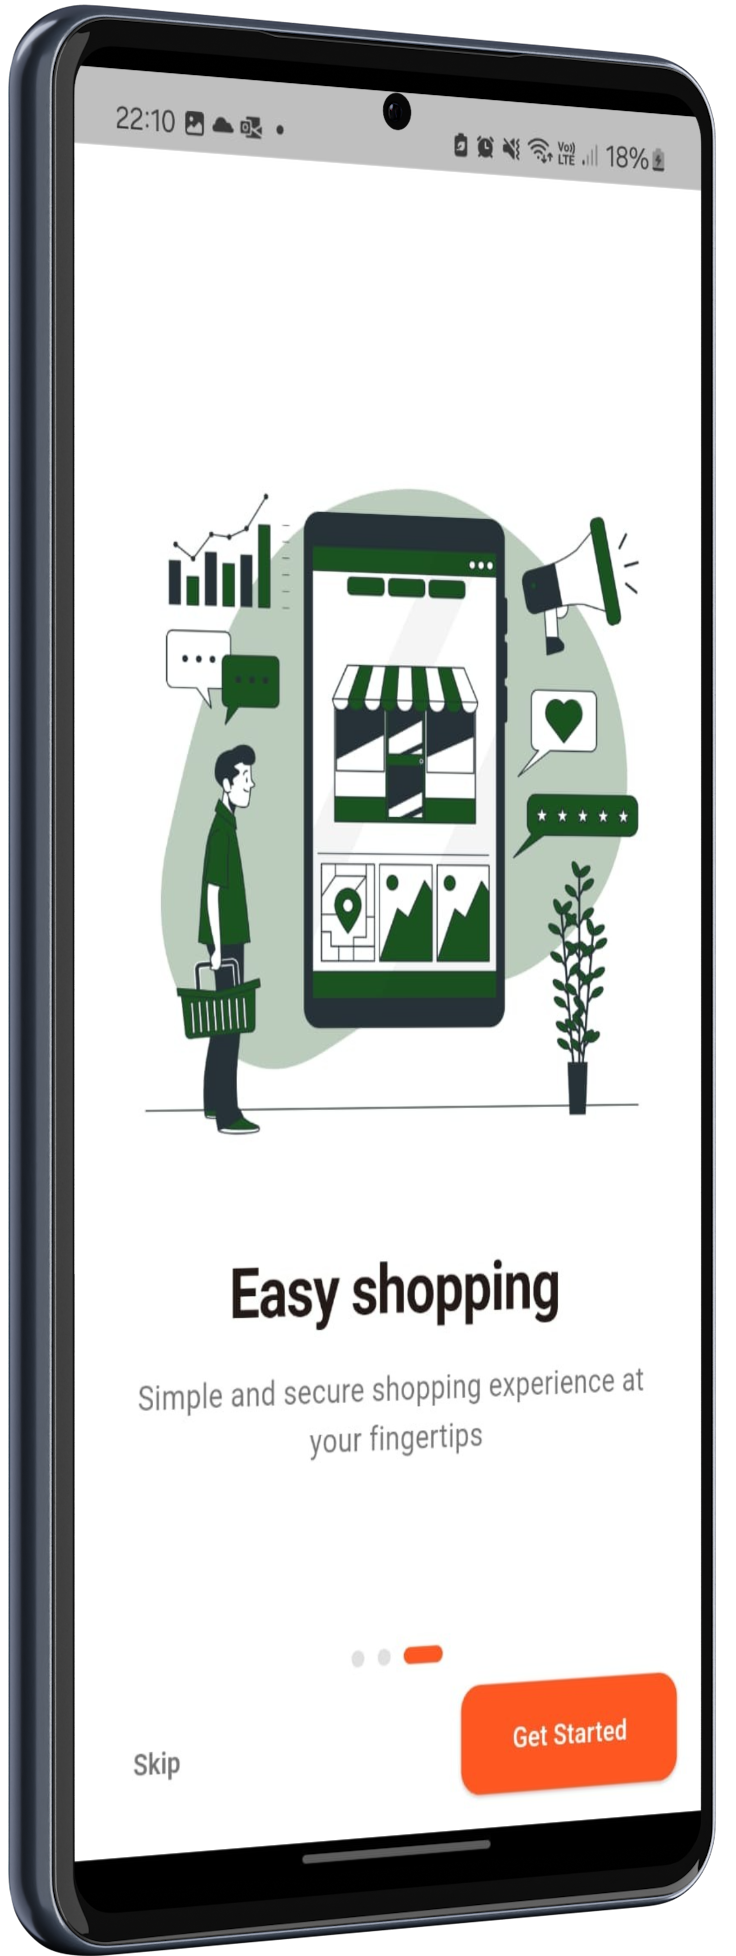 22:10
Vo)) LTE 18%
Easy shopping
Simple and secure shopping experience at
your fingertips
Get Started
Skip